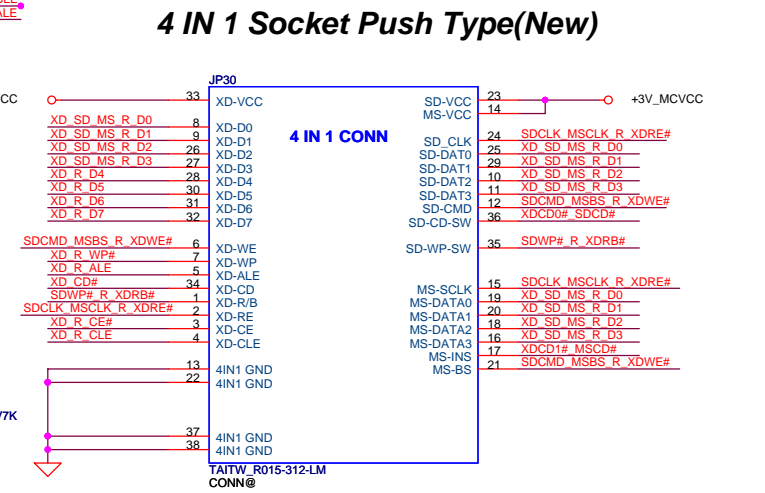 ALE
4 IN 1 Socket Push Type(New)
JP30
CC 33 XD-VCC SD-VCC 23 +3V_MCVCC
MS-VCC 14
XD_SD_MS_R_D0 8 XD-D0
XD_SD_MS_R_D1 9 XD-D1 4 IN 1 CONN SD_CLK 24 SDCLK_MSCLK_R_XDRE#
XD_SD_MS_R_D2 26 XD-D2 SD-DAT0 25 XD_SD_MS_R_D0
XD_SD_MS_R_D3 27 XD-D3 SD-DAT1 29 XD_SD_MS_R_D1
XD_R_D4 28 XD-D4 SD-DAT2 10 XD_SD_MS_R_D2
XD_R_D5 30 XD-D5 SD-DAT3 11 XD_SD_MS_R_D3
XD_R_D6 31 XD-D6 SD-CMD 12 SDCMD_MSBS_R_XDWE#
XD_R_D7 32 XD-D7 SD-CD-SW 36 XDCD0#_SDCD#
SDCMD_MSBS_R_XDWE# 6 XD-WE SD-WP-SW 35 SDWP#_R_XDRB#
XD_R_WP# 7 XD-WP
XD_R_ALE 5 XD-ALE
XD_CD# 34 XD-CD MS-SCLK 15 SDCLK_MSCLK_R_XDRE#
SDWP#_R_XDRB# 1 XD-R/B MS-DATA0 19 XD_SD_MS_R_D0
SDCLK_MSCLK_R_XDRE# 2 XD-RE MS-DATA1 20 XD_SD_MS_R_D1
XD_R_CE# 3 XD-CE MS-DATA2 18 XD_SD_MS_R_D2
XD_R_CLE 4 XD-CLE MS-DATA3 16 XD_SD_MS_R_D3
MS-INS 17 XDCD1#_MSCD#
13 4IN1 GND MS-BS 21 SDCMD_MSBS_R_XDWE#
22 4IN1 GND
7K
37 4IN1 GND
38 4IN1 GND
TAITW_R015-312-LM
CONN@